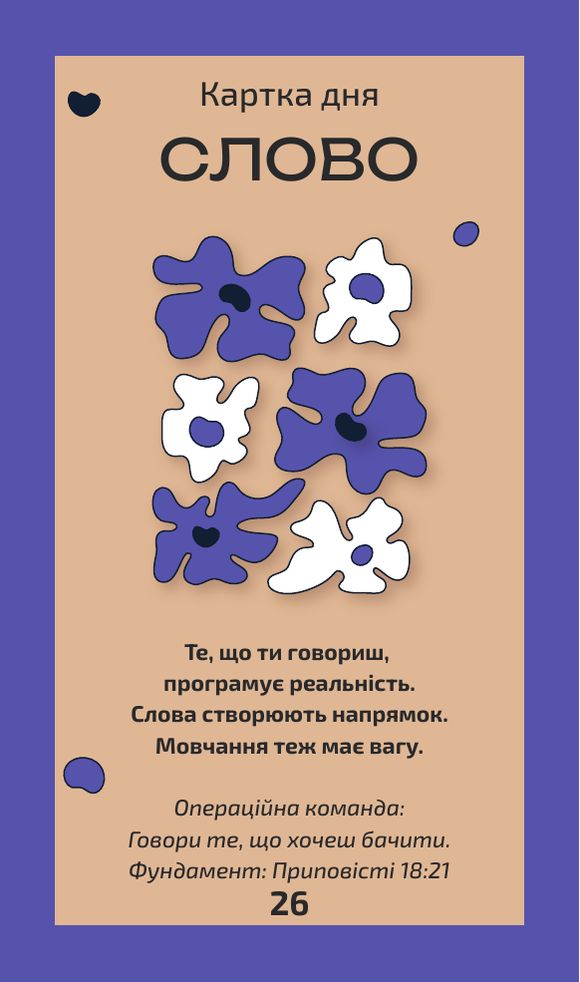 Картка дня
СЛОВО
Те, що ти говориш,
програмує реальність.
Слова створюють напрямок.
Мовчання теж має вагу.
Операційна команда:
Говори те, що хочеш бачити.
Фундамент: Приповісті 18:21
26